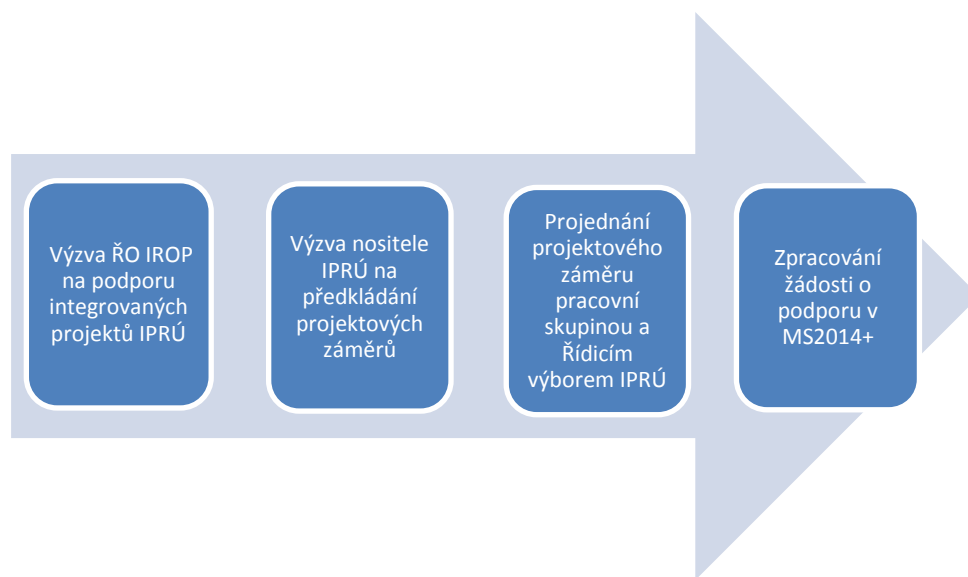 Výzva ŘO IROP
na podporu
integrovaných
projektů IPRÚ
Výzva nositele
IPRÚ na
předkládání
projektových
záměrů
Projednání
projektového
záměru
pracovní
skupinou a
Řídicím
výborem IPRÚ
Zpracování
žádosti o
podporu v
MS2014+